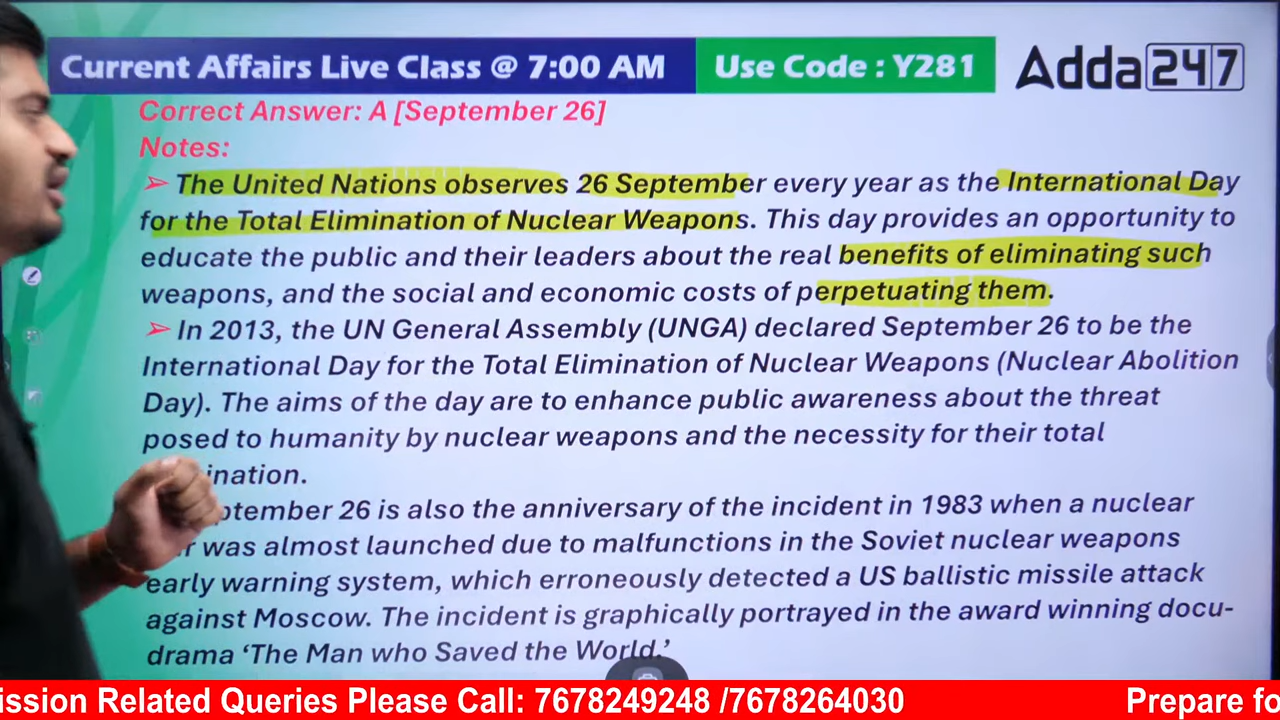 Current Affairs Live Class @ 7:00 AM
Use Code : Y281
Adda247
Correct Answer: A [September 26]
Notes:
➢ The United Nations observes 26 September every year as the International Day
for the Total Elimination of Nuclear Weapons. This day provides an opportunity to
educate the public and their leaders about the real benefits of eliminating such
weapons, and the social and economic costs of perpetuating them.
➢ In 2013, the UN General Assembly (UNGA) declared September 26 to be the
International Day for the Total Elimination of Nuclear Weapons (Nuclear Abolition
Day). The aims of the day are to enhance public awareness about the threat
posed to humanity by nuclear weapons and the necessity for their total
ination.
ptember 26 is also the anniversary of the incident in 1983 when a nuclear
was almost launched due to malfunctions in the Soviet nuclear weapons
early warning system, which erroneously detected a US ballistic missile attack
against Moscow. The incident is graphically portrayed in the award winning docu-
drama ‘The Man who Saved the World.’
ission Related Queries Please Call: 7678249248 /7678264030
Prepare fo